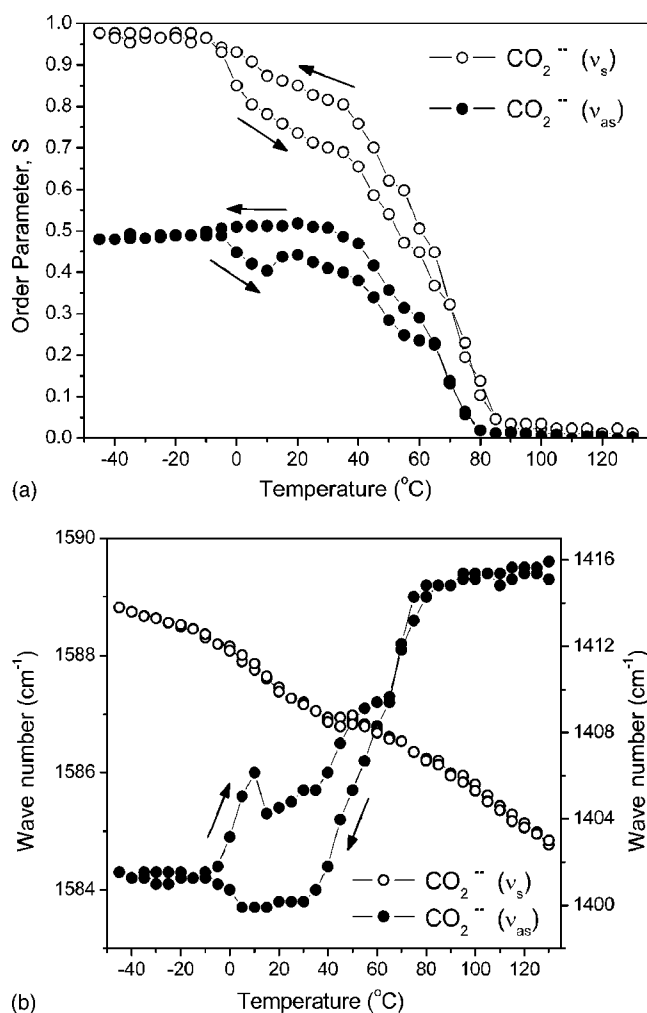 1.0
0.9
0.8
0.7
0.6
0.5
0.4
0.3
0.2
0.1
0.0
Order Parameter, S
CO₂⁻⁻ (νₛ)
CO₂⁻⁻ (νₐₛ)
-40 -20 0 20 40 60 80 100 120
Temperature (°C)
(a)
1590
1588
1586
1584
Wave number (cm⁻¹)
1416
1412
1408
1404
1400
Wave number (cm⁻¹)
CO₂⁻⁻ (νₛ)
CO₂⁻⁻ (νₐₛ)
-40 -20 0 20 40 60 80 100 120
Temperature (°C)
(b)